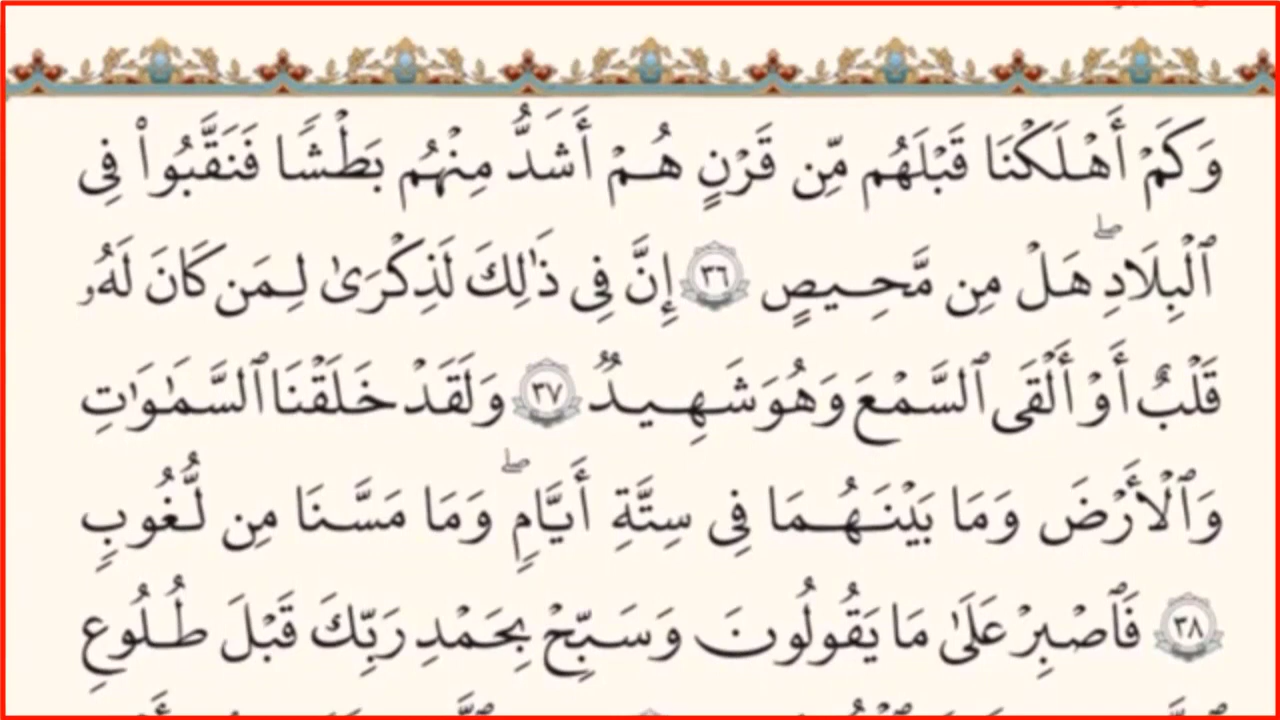 وَكَمۡ أَهۡلَكۡنَا قَبۡلَهُم مِّن قَرۡنٍ هُمۡ أَشَدُّ مِنۡهُم بَطۡشٗا فَنَقَّبُواْ فِي
ٱلۡبِلَٰدِۖ هَلۡ مِن مَّحِيصٍ ٣٦ إِنَّ فِي ذَٰلِكَ لَذِكۡرَىٰ لِمَن كَانَ لَهُۥ
قَلۡبٌ أَوۡ أَلۡقَى ٱلسَّمۡعَ وَهُوَ شَهِيدٞ ٣٧ وَلَقَدۡ خَلَقۡنَا ٱلسَّمَٰوَٰتِ
وَٱلۡأَرۡضَ وَمَا بَيۡنَهُمَا فِي سِتَّةِ أَيَّامٖۖ وَمَا مَسَّنَا مِن لُّغُوبٖ
٣٨ فَٱصۡبِرۡ عَلَىٰ مَا يَقُولُونَ وَسَبِّحۡ بِحَمۡدِ رَبِّكَ قَبۡلَ طُلُوعِ